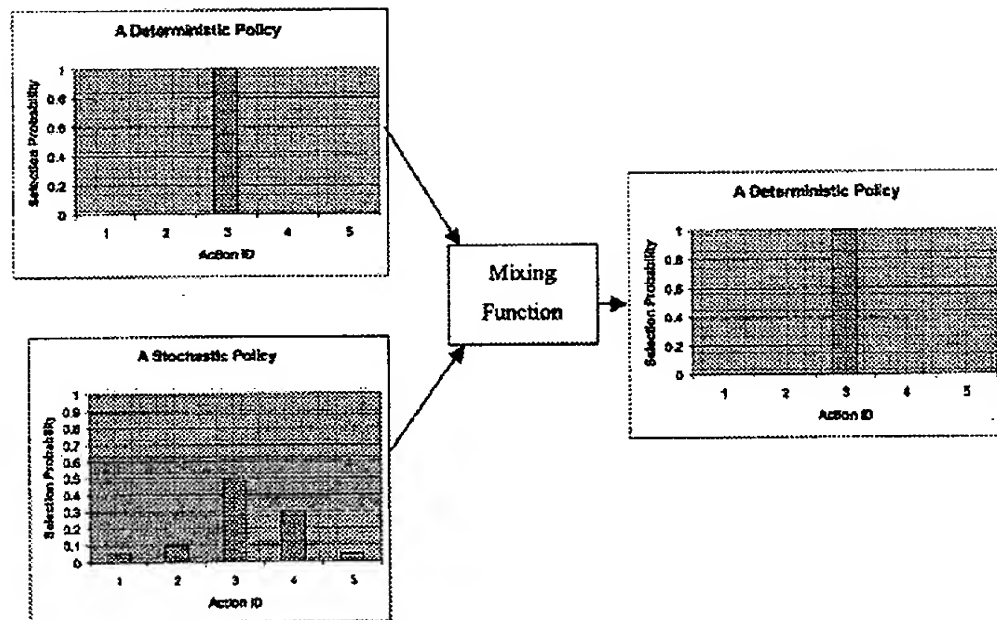 A Deterministic Policy
Selection Probability
1
0.8
0.6
0.4
0.2
0
1 2 3 4 5
Action ID
A Stochastic Policy
Selection Probability
1
0.9
0.8
0.7
0.6
0.5
0.4
0.3
0.2
0.1
0
1 2 3 4 5
Action ID
Mixing
Function
A Deterministic Policy
Selection Probability
1
0.8
0.6
0.4
0.2
0
1 2 3 4 5
Action ID